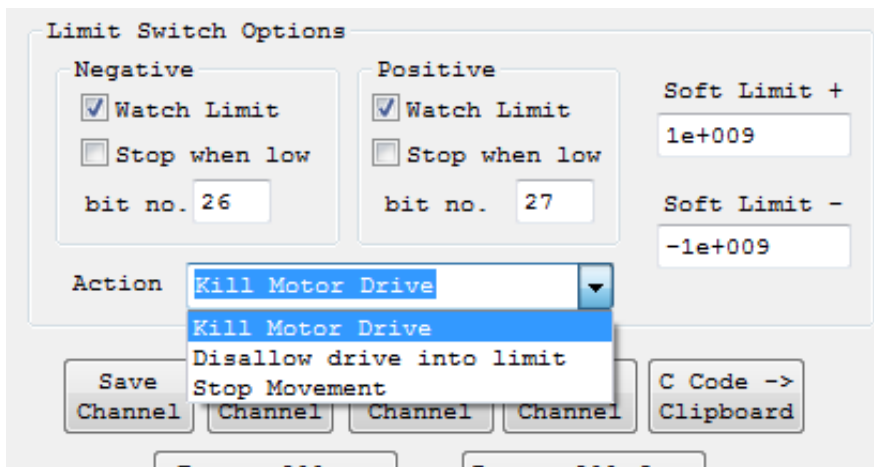 Limit Switch Options
Negative
Watch Limit
Stop when low
bit no. 26
Positive
Watch Limit
Stop when low
bit no. 27
Soft Limit +
1e+009
Soft Limit -
-1e+009
Action Kill Motor Drive
Kill Motor Drive
Disallow drive into limit
Stop Movement
Save
Channel
Channel
Channel
Channel
C Code ->
Clipboard